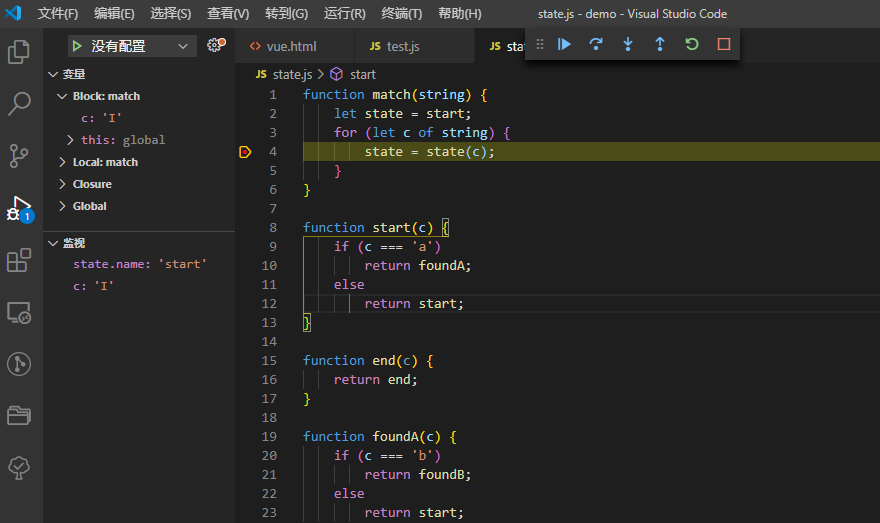 文件(F) 编辑(E) 选择(S) 查看(V) 转到(G) 运行(R) 终端(T) 帮助(H) state.js - demo - Visual Studio Code
没有配置
vue.html
JS test.js
JS
JS state.js > start
变量
Block: match
c: 'I'
this: global
Local: match
Closure
Global
1
监视
state.name: 'start'
c: 'I'
1 function match(string) {
2 let state = start;
3 for (let c of string) {
4 state = state(c);
5 }
6 }
7
8 function start(c) {
9 if (c === 'a')
10 return foundA;
11 else
12 return start;
13 }
14
15 function end(c) {
16 return end;
17 }
18
19 function foundA(c) {
20 if (c === 'b')
21 return foundB;
22 else
23 return start;